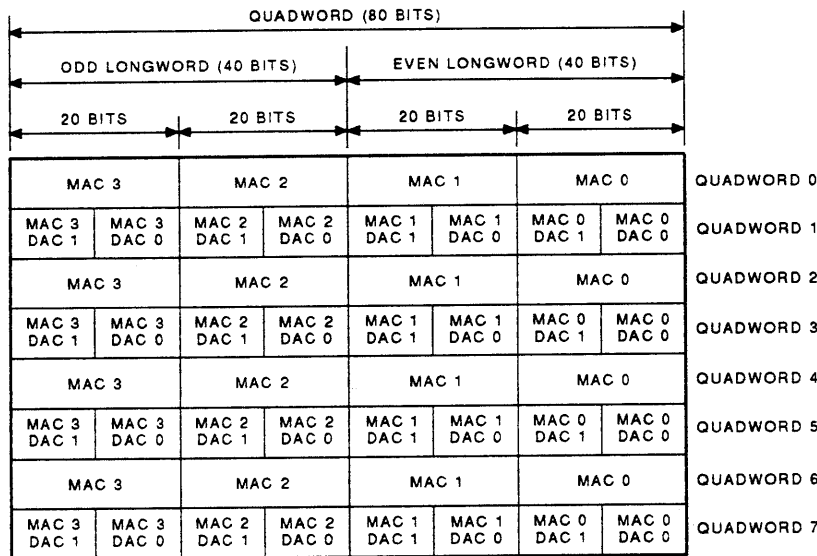 QUADWORD (80 BITS)
ODD LONGWORD (40 BITS) EVEN LONGWORD (40 BITS)
20 BITS 20 BITS 20 BITS 20 BITS
MAC 3 MAC 2 MAC 1 MAC 0 QUADWORD 0
MAC 3 MAC 3 MAC 2 MAC 2 MAC 1 MAC 1 MAC 0 MAC 0 QUADWORD 1
DAC 1 DAC 0 DAC 1 DAC 0 DAC 1 DAC 0 DAC 1 DAC 0
MAC 3 MAC 2 MAC 1 MAC 0 QUADWORD 2
MAC 3 MAC 3 MAC 2 MAC 2 MAC 1 MAC 1 MAC 0 MAC 0 QUADWORD 3
DAC 1 DAC 0 DAC 1 DAC 0 DAC 1 DAC 0 DAC 1 DAC 0
MAC 3 MAC 2 MAC 1 MAC 0 QUADWORD 4
MAC 3 MAC 3 MAC 2 MAC 2 MAC 1 MAC 1 MAC 0 MAC 0 QUADWORD 5
DAC 1 DAC 0 DAC 1 DAC 0 DAC 1 DAC 0 DAC 1 DAC 0
MAC 3 MAC 2 MAC 1 MAC 0 QUADWORD 6
MAC 3 MAC 3 MAC 2 MAC 2 MAC 1 MAC 1 MAC 0 MAC 0 QUADWORD 7
DAC 1 DAC 0 DAC 1 DAC 0 DAC 1 DAC 0 DAC 1 DAC 0